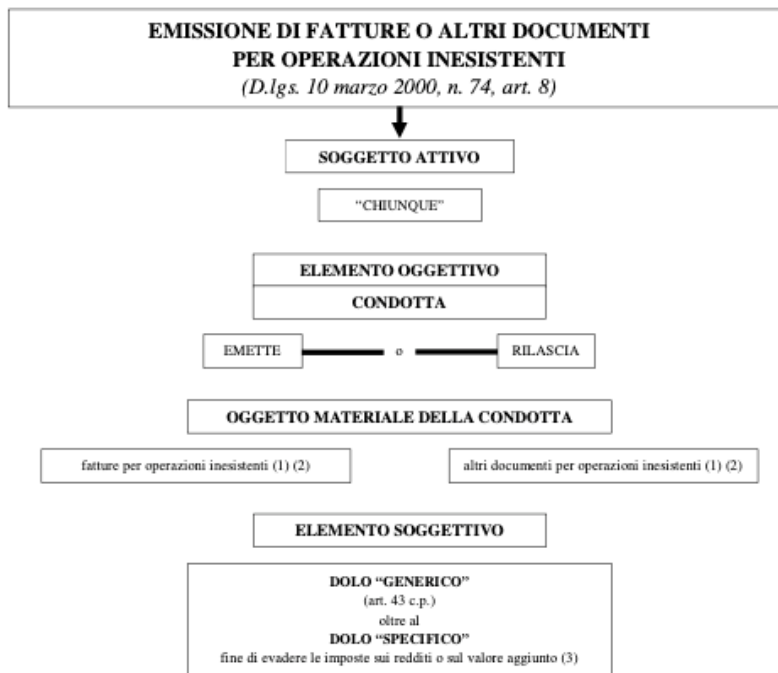 EMISSIONE DI FATTURE O ALTRI DOCUMENTI
PER OPERAZIONI INESISTENTI
(D.lgs. 10 marzo 2000, n. 74, art. 8)
SOGGETTO ATTIVO
“CHIUNQUE”
ELEMENTO OGGETTIVO
CONDOTTA
EMETTE o RILASCIA
OGGETTO MATERIALE DELLA CONDOTTA
fatture per operazioni inesistenti (1) (2)
altri documenti per operazioni inesistenti (1) (2)
ELEMENTO SOGGETTIVO
DOLO “GENERICO”
(art. 43 c.p.)
oltre al
DOLO “SPECIFICO”
fine di evadere le imposte sui redditi o sul valore aggiunto (3)